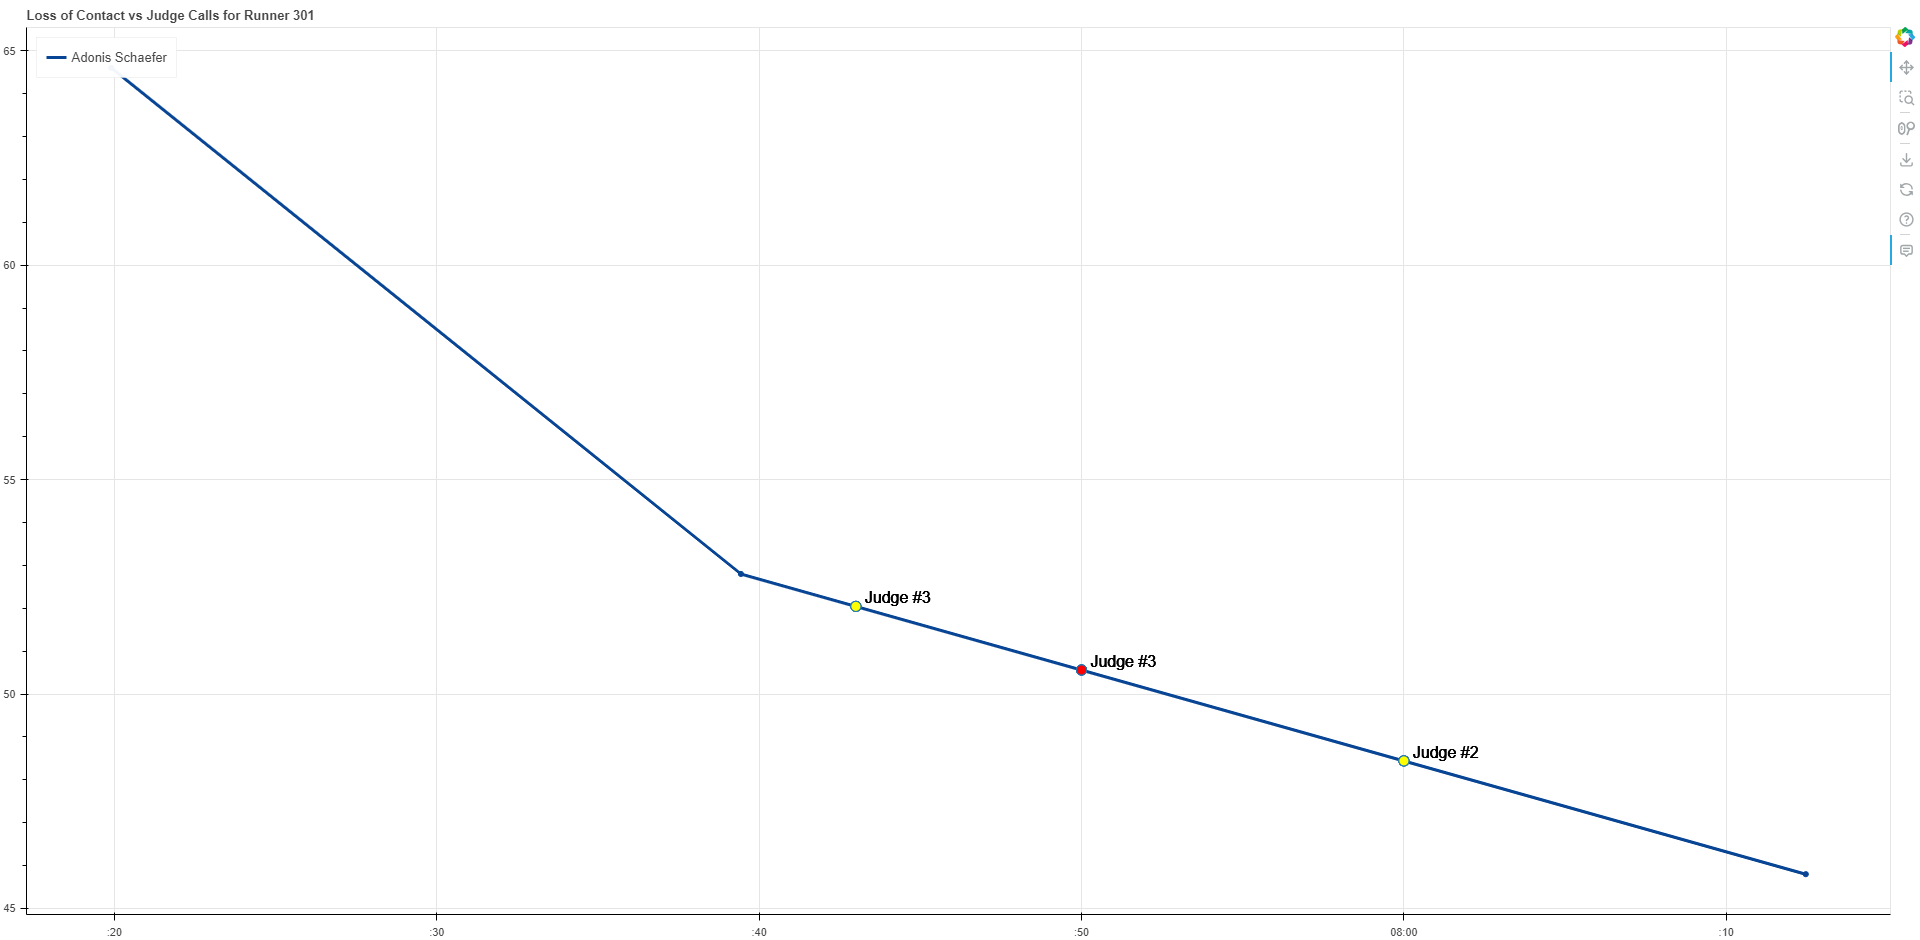 Loss of Contact vs Judge Calls for Runner 301
Adonis Schaefer
65
60
55
50
45
Judge #3
Judge #3
Judge #2
:20
:30
:40
:50
08:00
:10